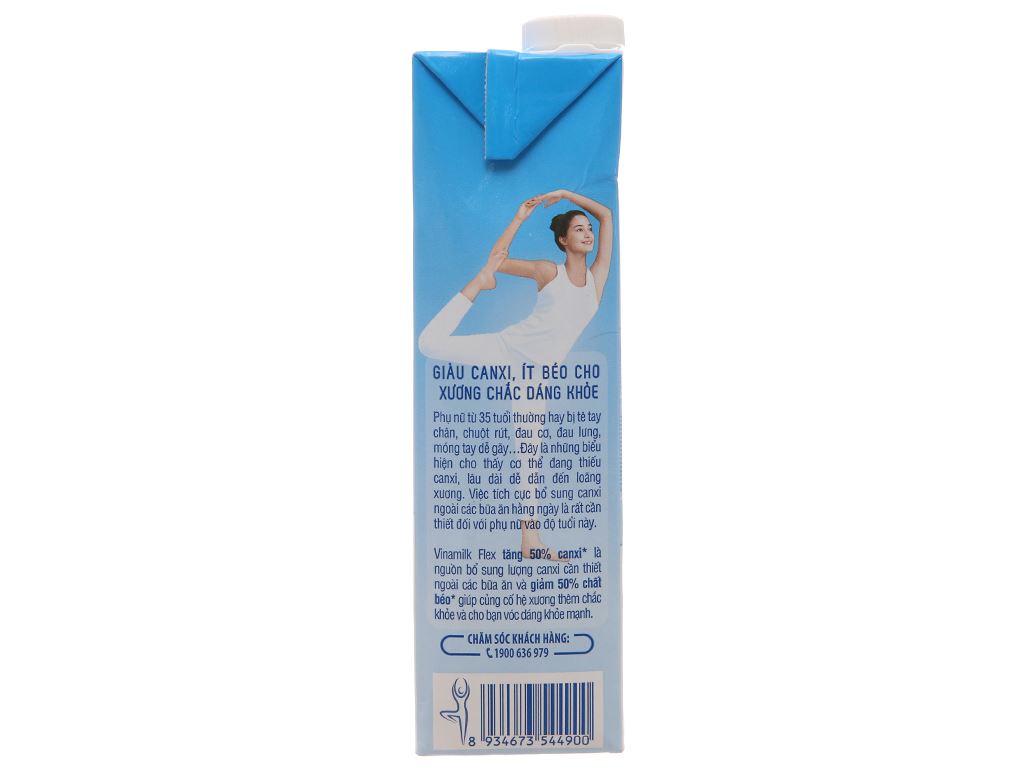 GIÀU CANXI, ÍT BÉO CHO
XƯƠNG CHẮC DÁNG KHỎE
Phụ nữ từ 35 tuổi thường hay bị tê tay
chân, chuột rút, đau cơ, đau lưng,
móng tay dễ gãy...Đây là những biểu
hiện cho thấy cơ thể đang thiếu
canxi, lâu dài dễ dẫn đến loãng
xương. Việc tích cực bổ sung canxi
ngoài các bữa ăn hằng ngày là rất cần
thiết đối với phụ nữ vào độ tuổi này.
Vinamilk Flex tăng 50% canxi* là
nguồn bổ sung lượng canxi cần thiết
ngoài các bữa ăn và giảm 50% chất
béo* giúp củng cố hệ xương thêm chắc
khỏe và cho bạn vóc dáng khỏe mạnh.
CHĂM SÓC KHÁCH HÀNG:
1900 636 979
8 934673 544900